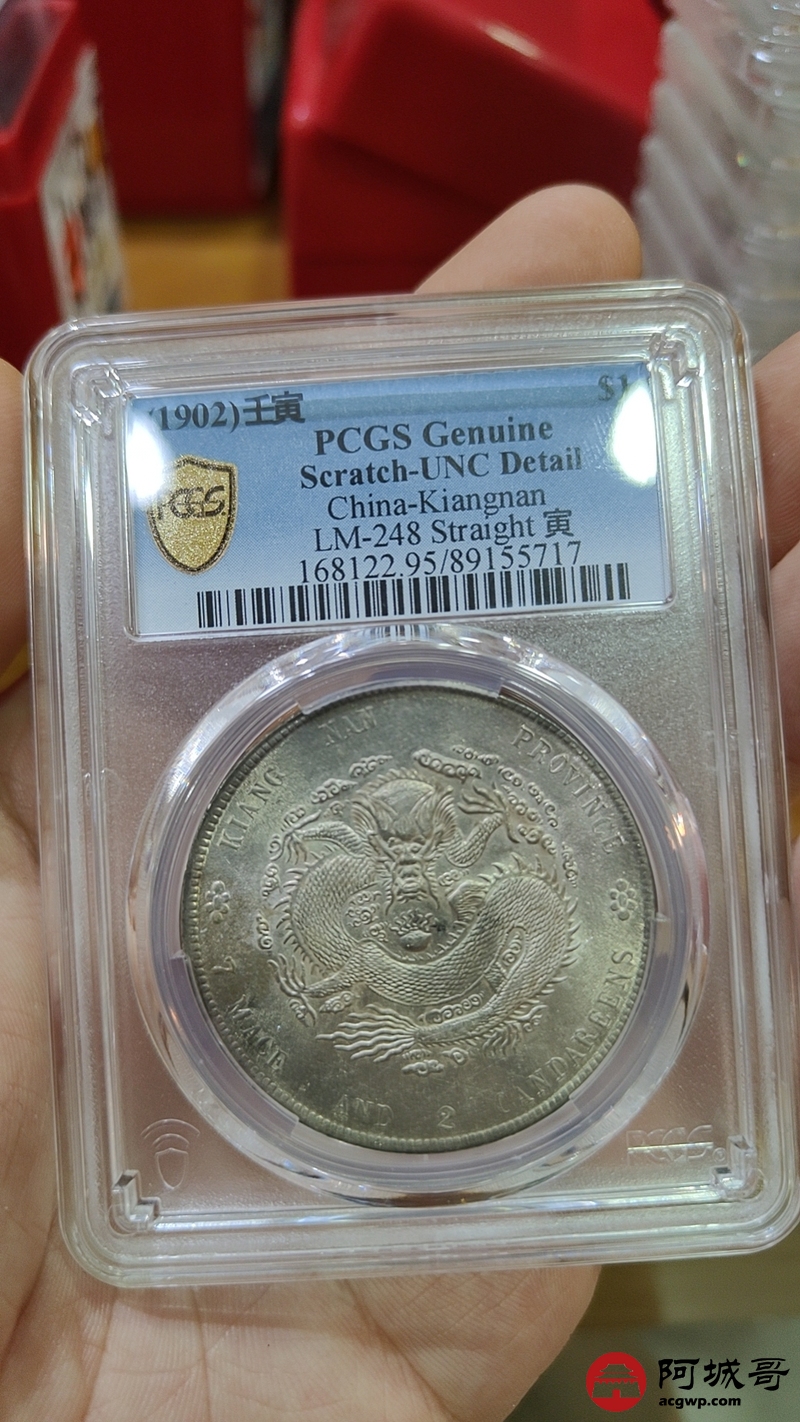 (1902)壬寅 $1
PCGS Genuine
Scratch-UNC Detail
China-Kiangnan
LM-248 Straight 寅
168122.95/89155717
PCGS
KIANG NAN PROVINCE
7 MACE AND 2 CANDAREENS
PCGS
阿城哥
acgwp.com